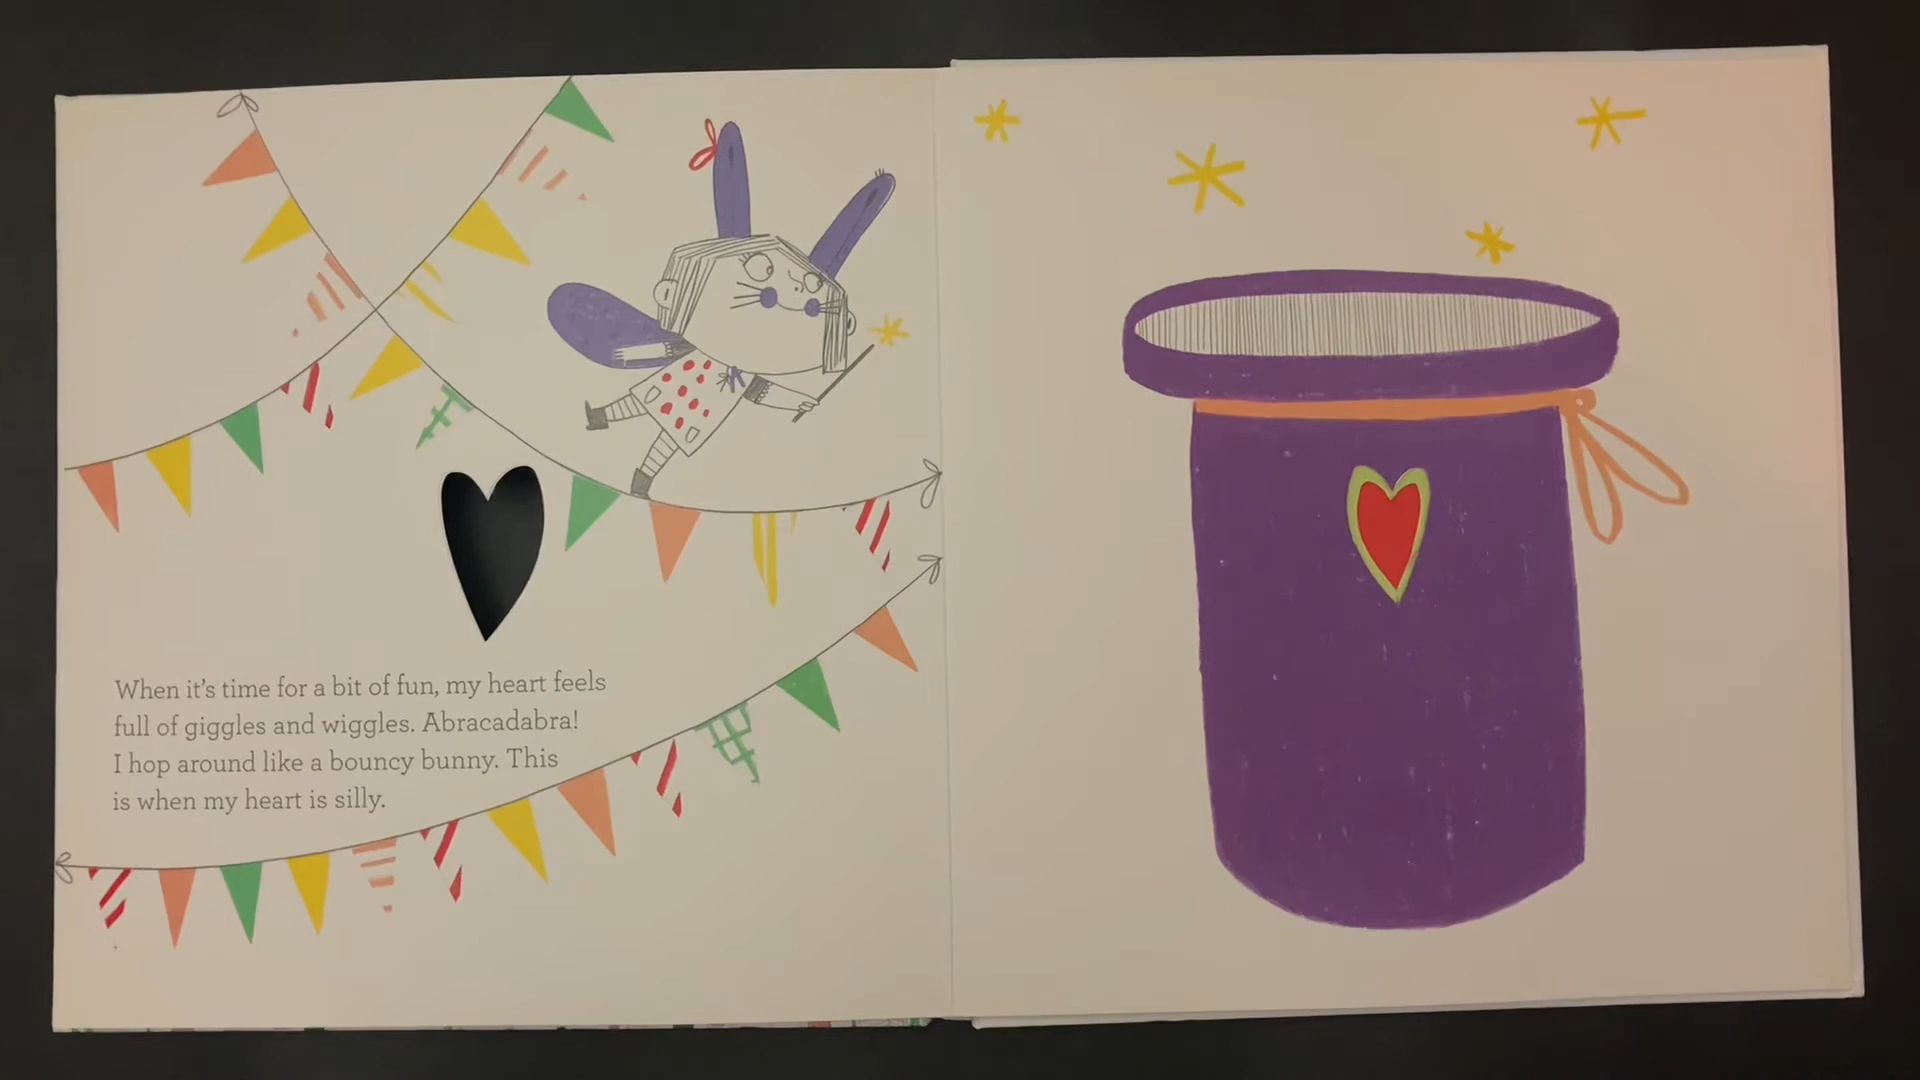 When it's time for a bit of fun, my heart feels
full of giggles and wiggles. Abracadabra!
I hop around like a bouncy bunny. This
is when my heart is silly.